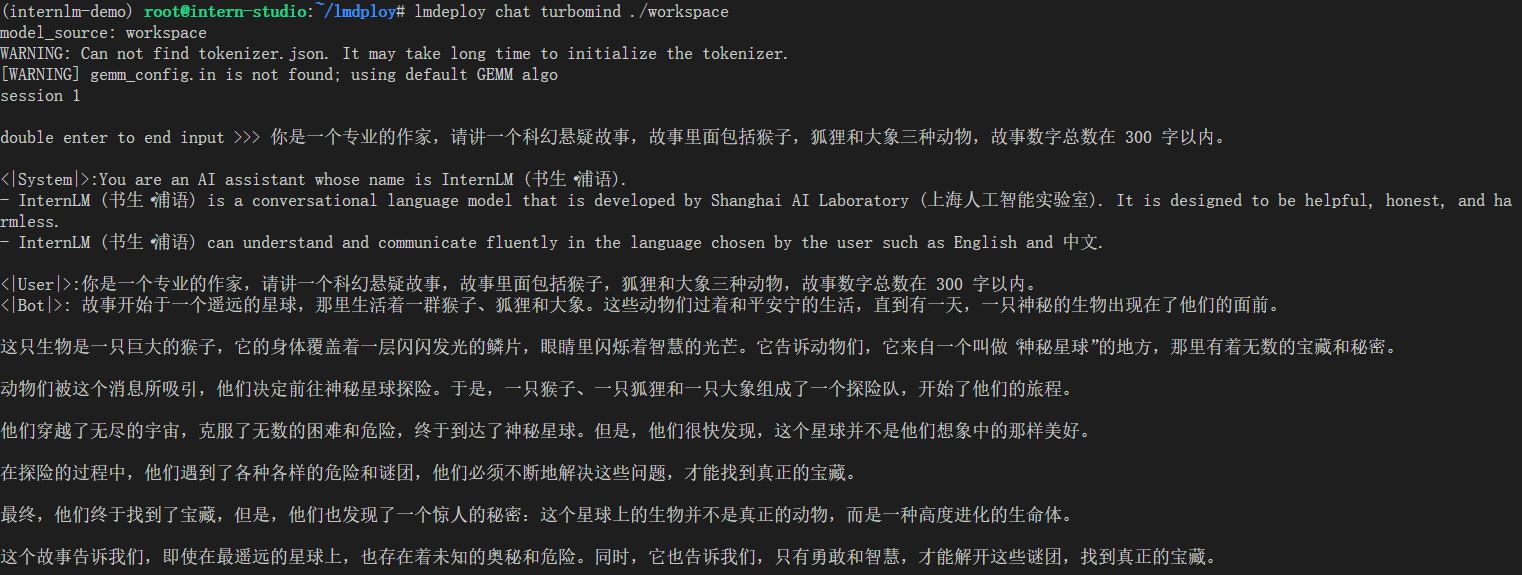 (internlm-demo) root@intern-studio:~/lmdploy# lmdeploy chat turbomind ./workspace
model_source: workspace
WARNING: Can not find tokenizer.json. It may take long time to initialize the tokenizer.
[WARNING] gemm_config.in is not found; using default GEMM algo
session 1
double enter to end input >>> 你是一个专业的作家，请讲一个科幻悬疑故事，故事里面包括猴子，狐狸和大象三种动物，故事数字总数在 300 字以内。
<|System|>:You are an AI assistant whose name is InternLM (书生·浦语).
- InternLM (书生·浦语) is a conversational language model that is developed by Shanghai AI Laboratory (上海人工智能实验室). It is designed to be helpful, honest, and ha
rmless.
- InternLM (书生·浦语) can understand and communicate fluently in the language chosen by the user such as English and 中文.
<|User|>:你是一个专业的作家，请讲一个科幻悬疑故事，故事里面包括猴子，狐狸和大象三种动物，故事数字总数在 300 字以内。
<|Bot|>: 故事开始于一个遥远的星球，那里生活着一群猴子、狐狸和大象。这些动物们过着和平安宁的生活，直到有一天，一只神秘的生物出现在了他们的面前。
这只生物是一只巨大的猴子，它的身体覆盖着一层闪闪发光的鳞片，眼睛里闪烁着智慧的光芒。它告诉动物们，它来自一个叫做“神秘星球”的地方，那里有着无数的宝藏和秘密。
动物们被这个消息所吸引，他们决定前往神秘星球探险。于是，一只猴子、一只狐狸和一只大象组成了一个探险队，开始了他们的旅程。
他们穿越了无尽的宇宙，克服了无数的困难和危险，终于到达了神秘星球。但是，他们很快发现，这个星球并不是他们想象中的那样美好。
在探险的过程中，他们遇到了各种各样的危险和谜团，他们必须不断地解决这些问题，才能找到真正的宝藏。
最终，他们终于找到了宝藏，但是，他们也发现了一个惊人的秘密：这个星球上的生物并不是真正的动物，而是一种高度进化的生命体。
这个故事告诉我们，即使在最遥远的星球上，也存在着未知的奥秘和危险。同时，它也告诉我们，只有勇敢和智慧，才能解开这些谜团，找到真正的宝藏。